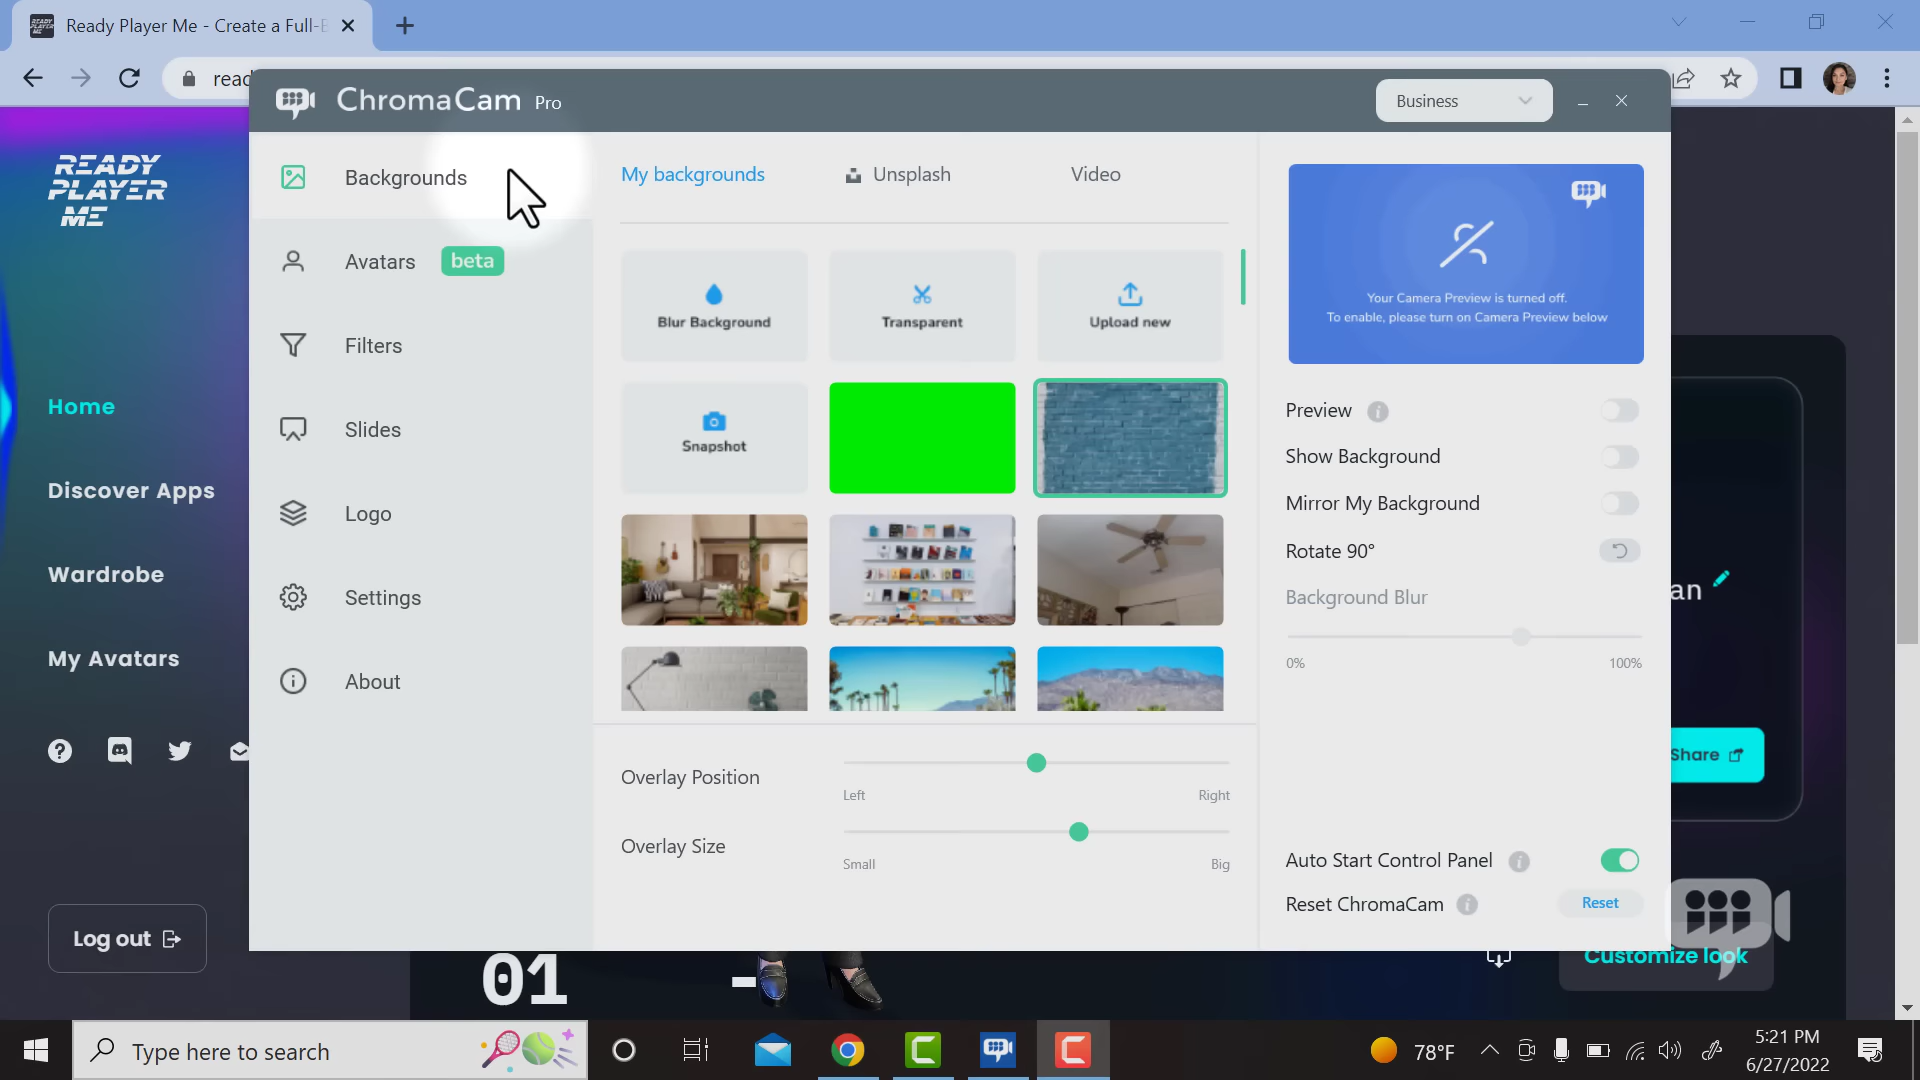 Ready Player Me - Create a Full-B
read
ChromaCam Pro
Business
READY
PLAYER
ME
Backgrounds
My backgrounds
Unsplash
Video
Avatars
beta
Blur Background
Transparent
Upload new
Your Camera Preview is turned off.
To enable, please turn on Camera Preview below
Filters
Home
Snapshot
Preview
Slides
Show Background
Discover Apps
Logo
Mirror My Background
Rotate 90°
Wardrobe
Settings
Background Blur
an
My Avatars
About
0%
100%
Share
Overlay Position
Left
Right
Overlay Size
Small
Big
Auto Start Control Panel
Reset ChromaCam
Reset
Log out
Customize look
01
-
Type here to search
78°F
5:21 PM
6/27/2022